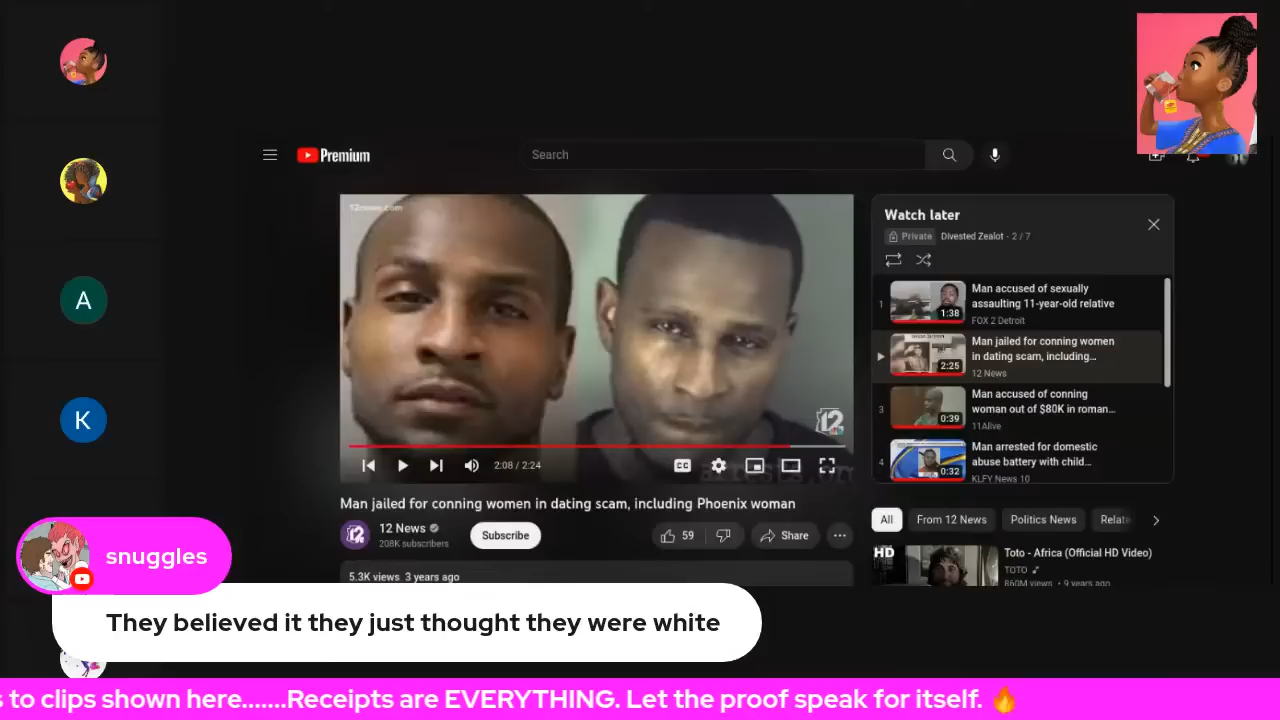 Premium
Search
12news.com
12
2:08 / 2:24
CC
Man jailed for conning women in dating scam, including Phoenix woman
12 News
208K subscribers
Subscribe
59
Share
5.3K views 3 years ago
Watch later
Private
Divested Zealot - 2 / 7
1
1:38
Man accused of sexually
assaulting 11-year-old relative
FOX 2 Detroit
2:25
Man jailed for conning women
in dating scam, including...
12 News
3
0:39
Man accused of conning
woman out of $80K in roman...
11Alive
4
0:32
Man arrested for domestic
abuse battery with child...
KLFY News 10
All
From 12 News
Politics News
Relate
HD
Toto - Africa (Official HD Video)
TOTO
860M views • 9 years ago
A
K
snuggles
They believed it they just thought they were white
s to clips shown here.......Receipts are EVERYTHING. Let the proof speak for itself. 🔥